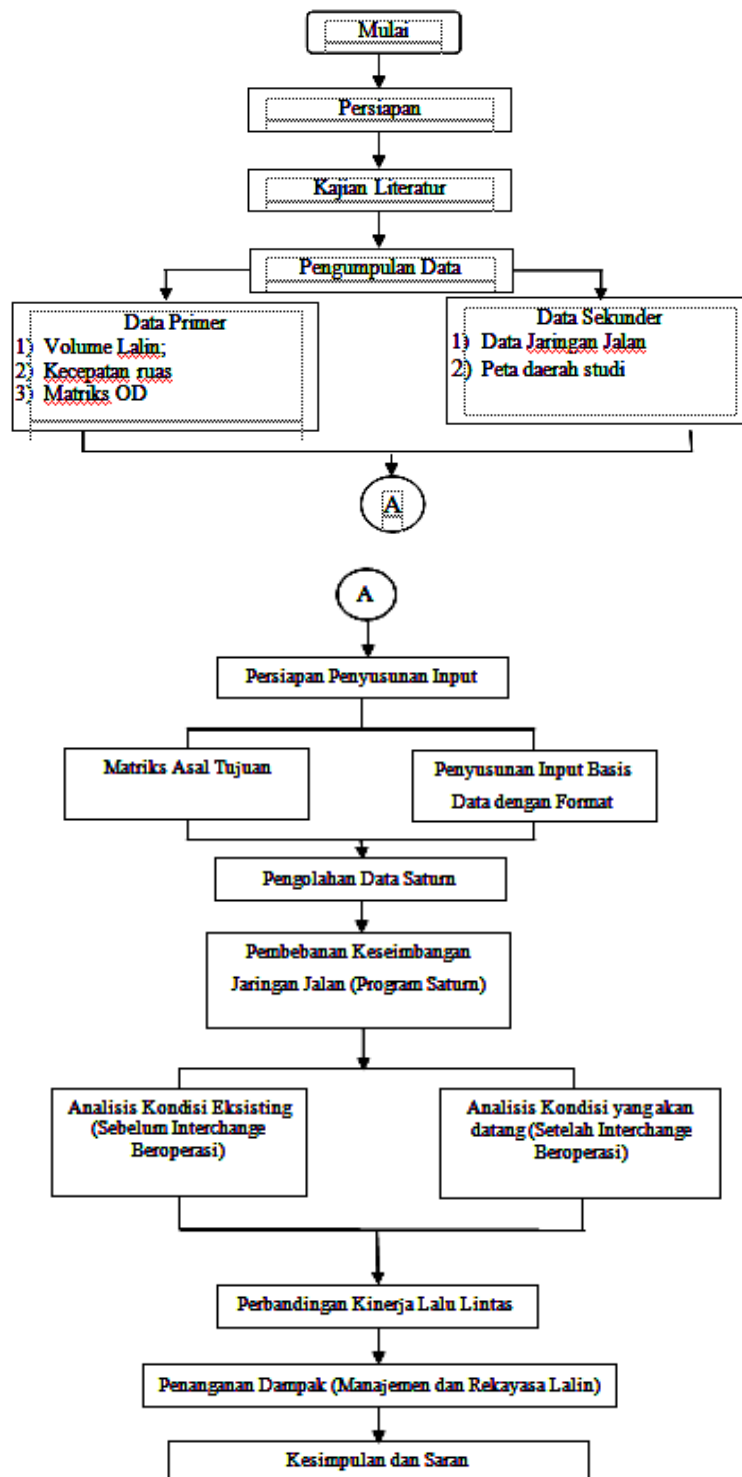 Mulai
Persiapan
Kajian Literatur
Pengumpulan Data
Data Primer
1) Volume Lalin;
2) Kecepatan ruas
3) Matriks OD
Data Sekunder
1) Data Jaringan Jalan
2) Peta daerah studi
A
A
Persiapan Penyusunan Input
Matriks Asal Tujuan
Penyusunan Input Basis
Data dengan Format
Pengolahan Data Saturn
Pembebanan Keseimbangan
Jaringan Jalan (Program Saturn)
Analisis Kondisi Eksisting
(Sebelum Interchange
Beroperasi)
Analisis Kondisi yang akan
datang (Setelah Interchange
Beroperasi)
Perbandingan Kinerja Lalu Lintas
Penanganan Dampak (Manajemen dan Rekayasa Lalin)
Kesimpulan dan Saran